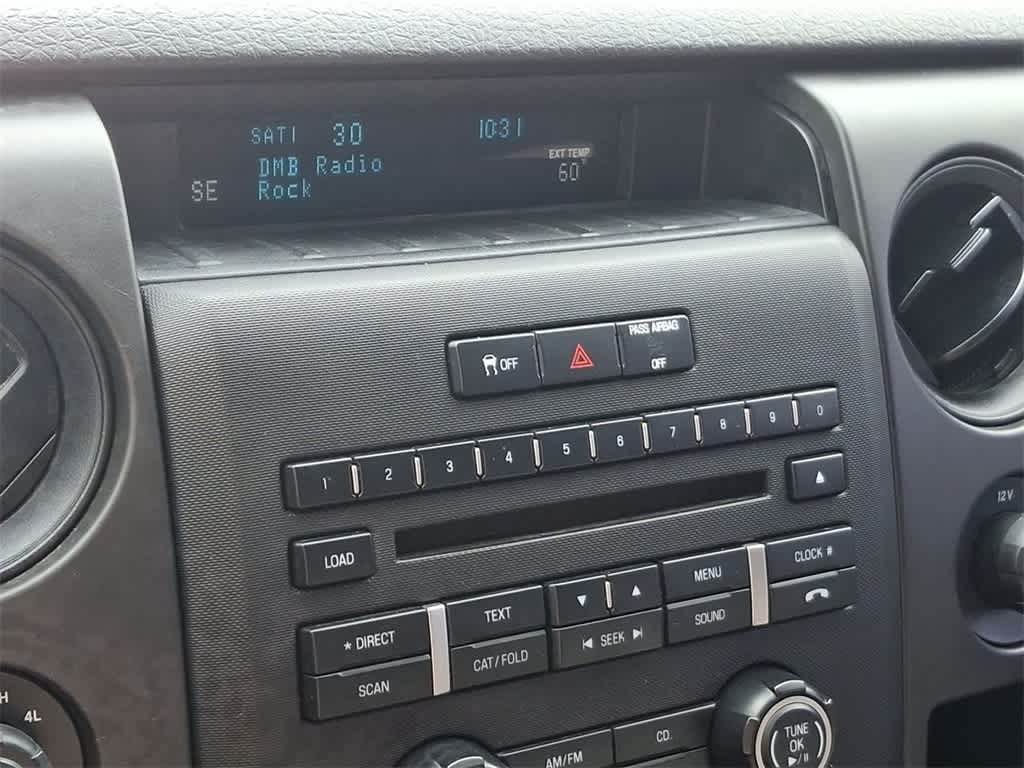 SAT1 30 10:31
DMB Radio EXT TEMP
SE Rock 60°
OFF
PASS AIRBAG
OFF
1 2 3 4 5 6 7 8 9 0
LOAD
12V
* DIRECT TEXT MENU CLOCK #
SCAN CAT/FOLD SEEK SOUND
H 4L
AM/FM CD
TUNE
OK